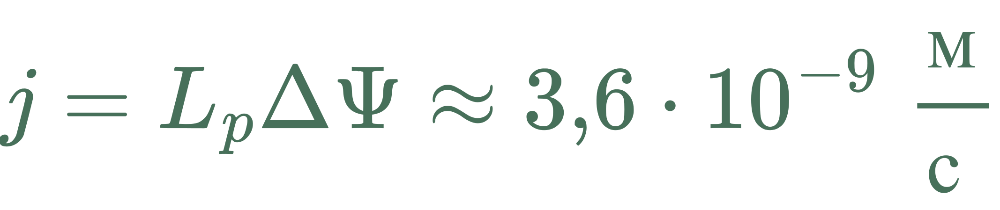 j = L_p ΔΨ ≈ 3,6 · 10⁻⁹ м/с